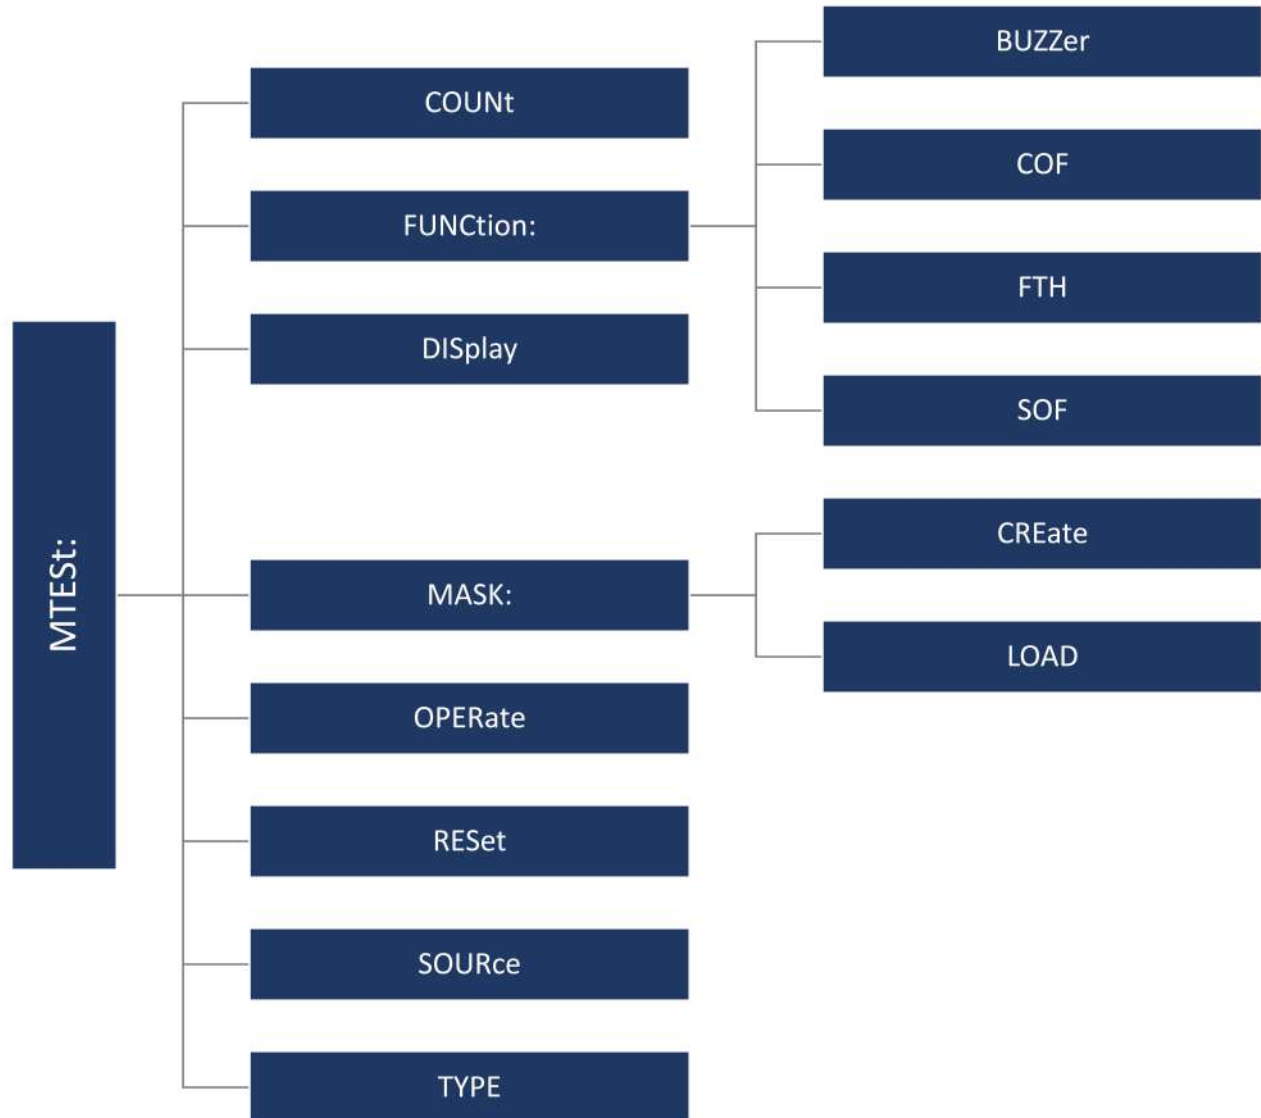 MTESt:
COUNt
FUNCtion:
BUZZer
COF
FTH
SOF
DISplay
MASK:
CREate
LOAD
OPERate
RESet
SOURce
TYPE